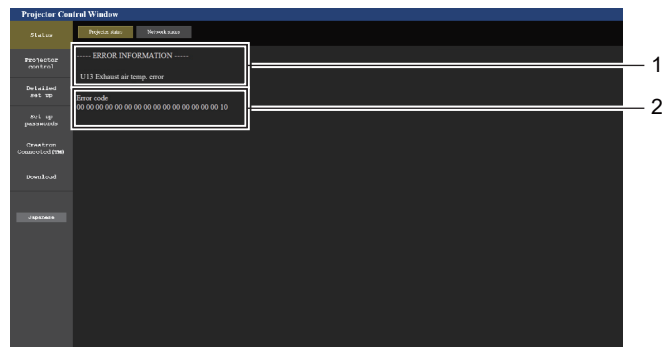 Projector Control Window
Status
Projector status
Network status
----- ERROR INFORMATION -----
U13 Exhaust air temp. error
1
Error code
00 00 00 00 00 00 00 00 00 00 00 00 00 00 00 10
2
Projector
control
Detailed
set up
Set up
passwords
Crestron
Connected(TM)
Download
Japanese